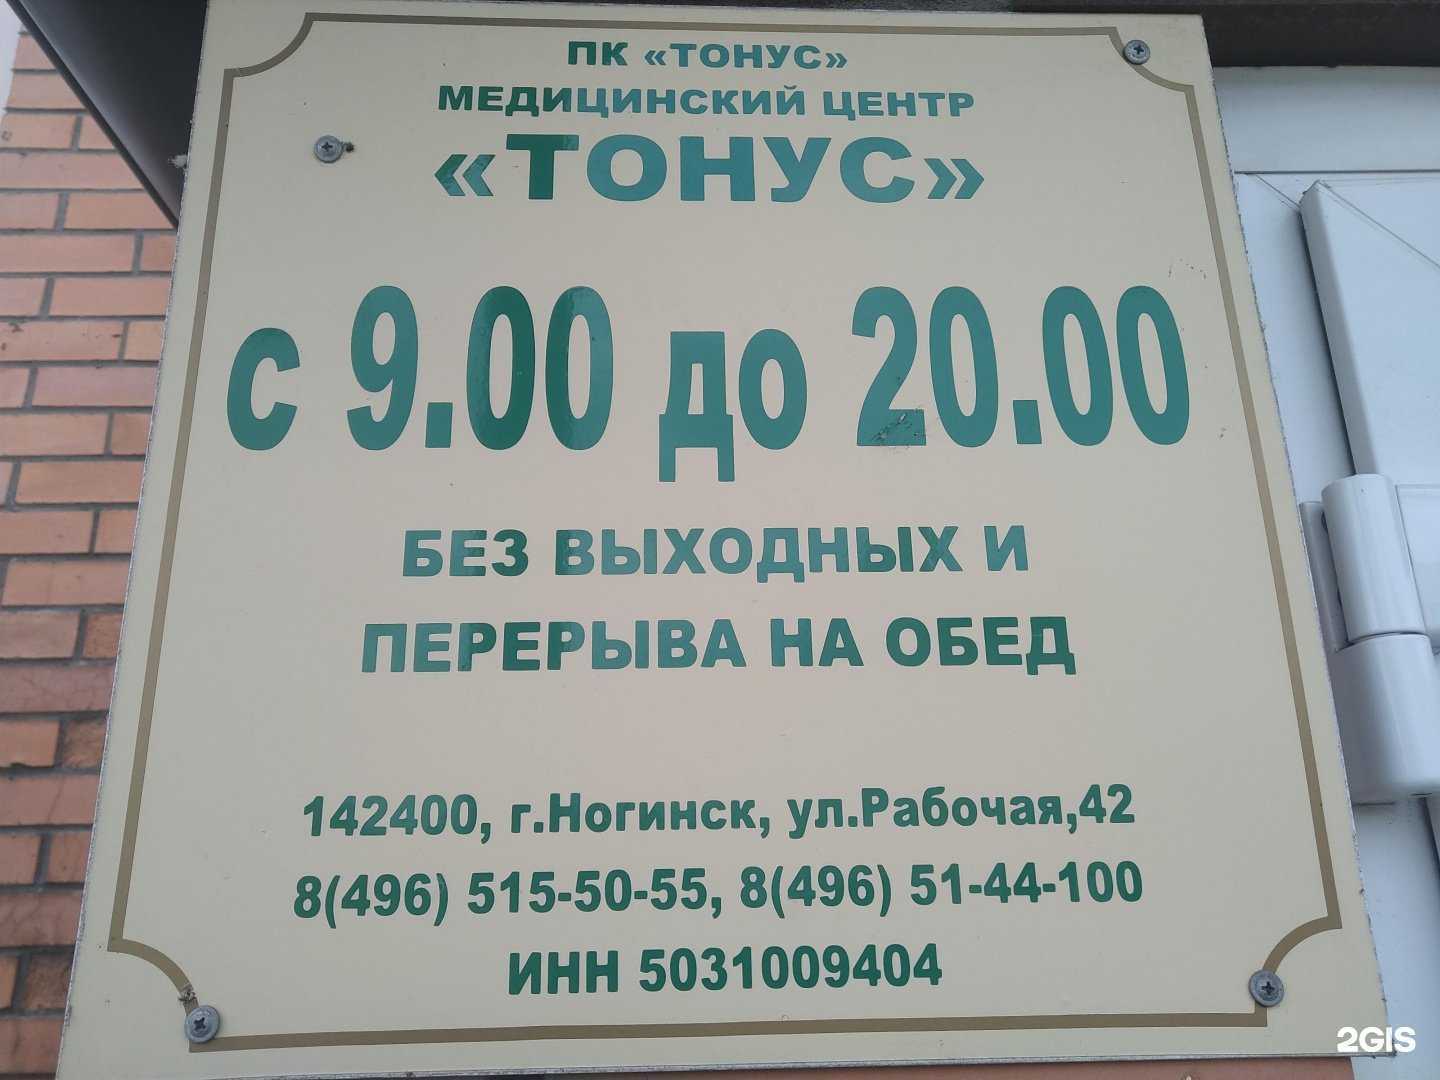 ПК «ТОНУС»
МЕДИЦИНСКИЙ ЦЕНТР
«ТОНУС»
с 9.00 до 20.00
БЕЗ ВЫХОДНЫХ И
ПЕРЕРЫВА НА ОБЕД
142400, г.Ногинск, ул.Рабочая,42
8(496) 515-50-55, 8(496) 51-44-100
ИНН 5031009404
2GIS